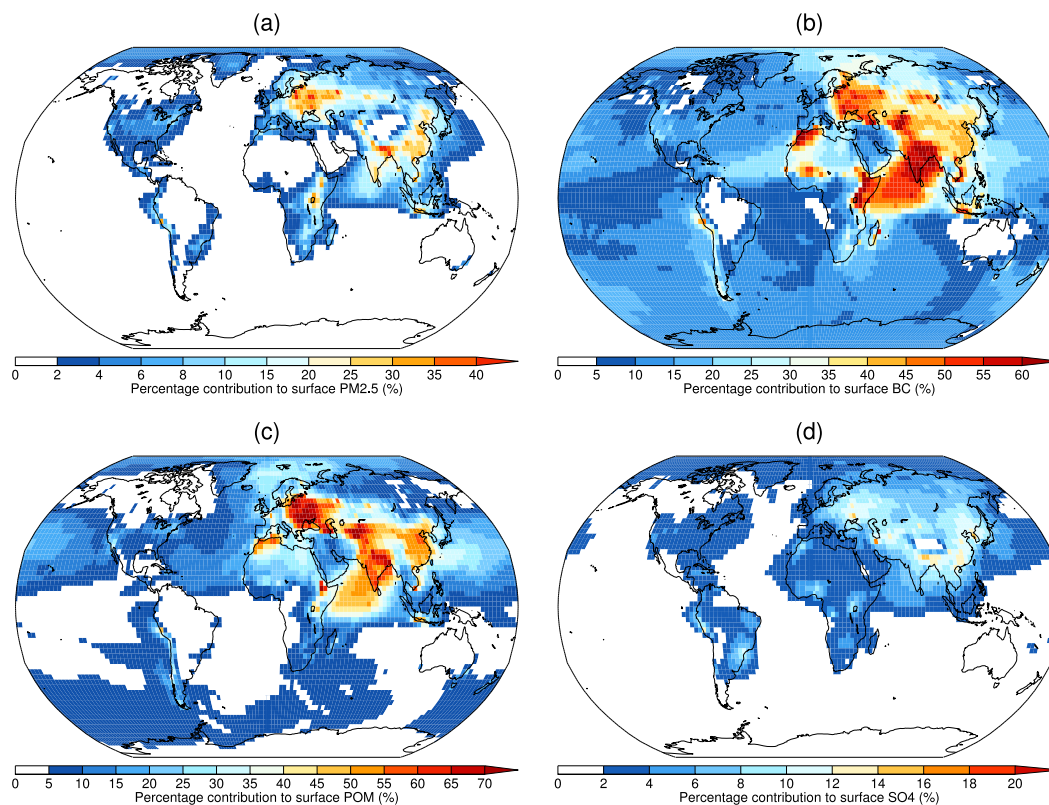 (a)
(b)
0 2 4 6 8 10 15 20 25 30 35 40
Percentage contribution to surface PM2.5 (%)
0 5 10 15 20 25 30 35 40 45 50 55 60
Percentage contribution to surface BC (%)
(c)
(d)
0 5 10 15 20 25 30 35 40 45 50 55 60 65 70
Percentage contribution to surface POM (%)
0 2 4 6 8 10 12 14 16 18 20
Percentage contribution to surface SO4 (%)